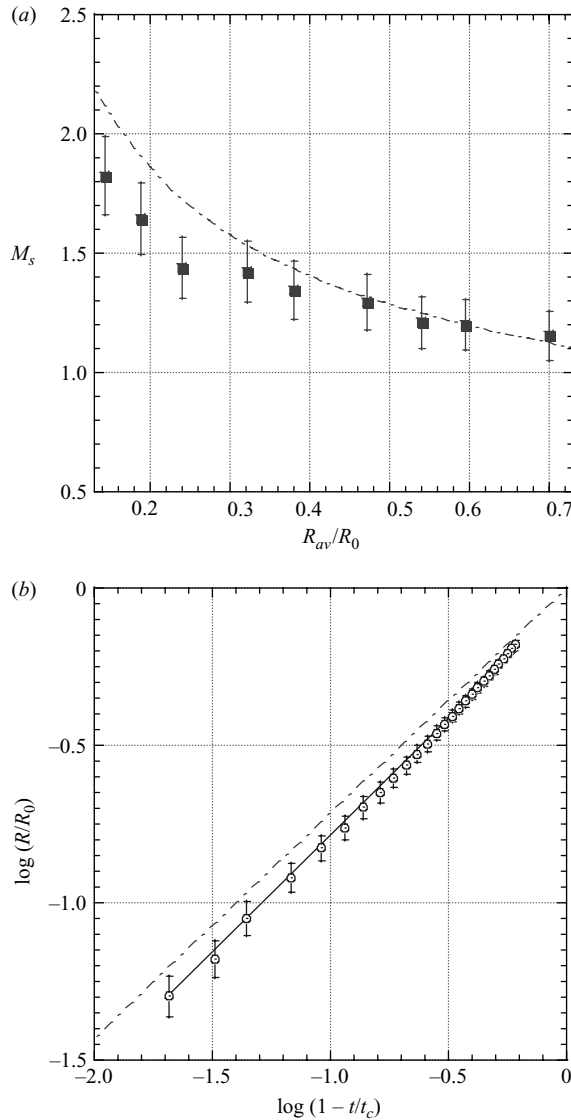 (a)
2.5
2.0
M_s
1.5
1.0
0.5
0.2 0.3 0.4 0.5 0.6 0.7
R_av/R_0
(b)
0
–0.5
log (R/R_0)
–1.0
–1.5
–2.0 –1.5 –1.0 –0.5 0
log (1 – t/t_c)